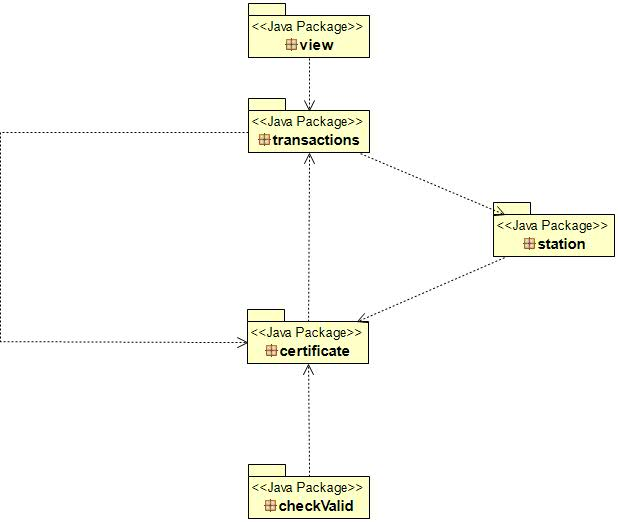 <<Java Package>>
view
<<Java Package>>
transactions
<<Java Package>>
station
<<Java Package>>
certificate
<<Java Package>>
checkValid